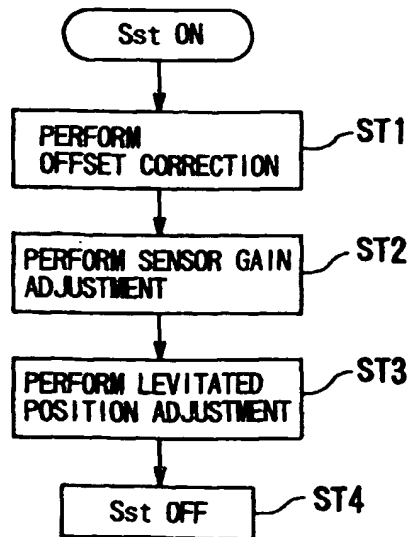 Sst ON
PERFORM
OFFSET CORRECTION
ST1
PERFORM SENSOR GAIN
ADJUSTMENT
ST2
PERFORM LEVITATED
POSITION ADJUSTMENT
ST3
Sst OFF
ST4